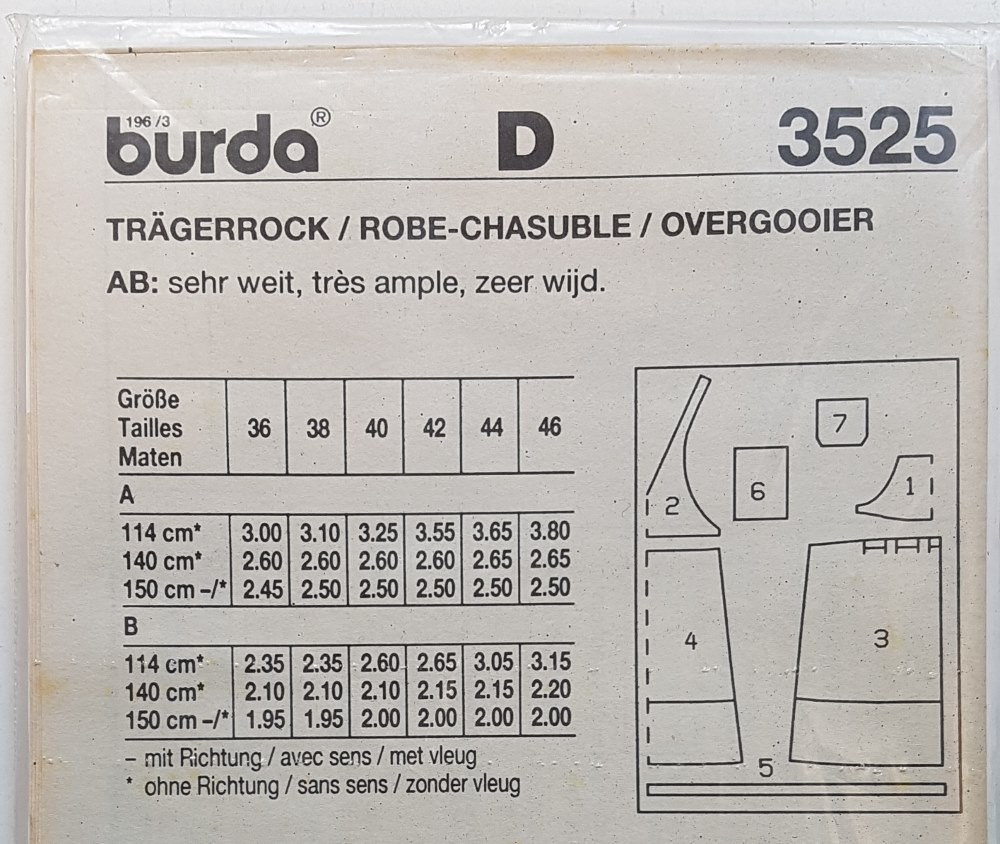 196 /3
burda® D 3525
TRÄGERROCK / ROBE-CHASUBLE / OVERGOOIER
AB: sehr weit, très ample, zeer wijd.
Größe
Tailles 36 38 40 42 44 46
Maten
A
114 cm* 3.00 3.10 3.25 3.55 3.65 3.80
140 cm* 2.60 2.60 2.60 2.60 2.65 2.65
150 cm –/* 2.45 2.50 2.50 2.50 2.50 2.50
B
114 cm* 2.35 2.35 2.60 2.65 3.05 3.15
140 cm* 2.10 2.10 2.10 2.15 2.15 2.20
150 cm –/* 1.95 1.95 2.00 2.00 2.00 2.00
– mit Richtung / avec sens / met vleug
* ohne Richtung / sans sens / zonder vleug
7
6
1
2
4
3
5